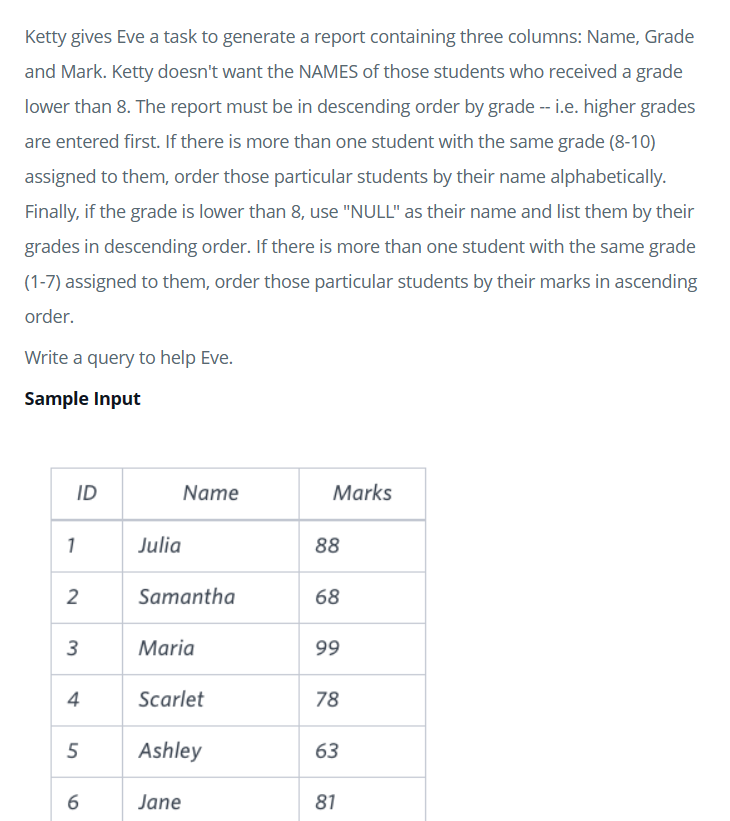 Ketty gives Eve a task to generate a report containing three columns: Name, Grade
and Mark. Ketty doesn't want the NAMES of those students who received a grade
lower than 8. The report must be in descending order by grade -- i.e. higher grades
are entered first. If there is more than one student with the same grade (8-10)
assigned to them, order those particular students by their name alphabetically.
Finally, if the grade is lower than 8, use "NULL" as their name and list them by their
grades in descending order. If there is more than one student with the same grade
(1-7) assigned to them, order those particular students by their marks in ascending
order.
Write a query to help Eve.
Sample Input
ID Name Marks
1 Julia 88
2 Samantha 68
3 Maria 99
4 Scarlet 78
5 Ashley 63
6 Jane 81